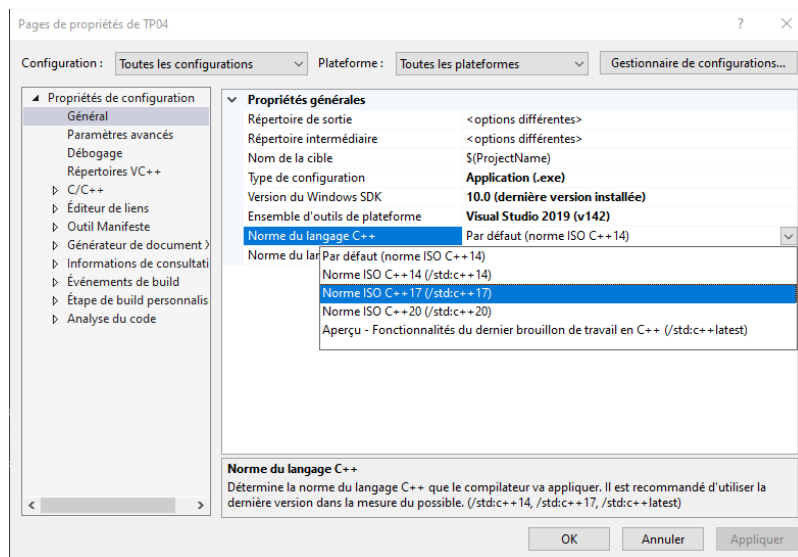 Pages de propriétés de TP04
Configuration : Toutes les configurations Plateforme : Toutes les plateformes Gestionnaire de configurations...
Propriétés de configuration
Général
Paramètres avancés
Débogage
Répertoires VC++
C/C++
Éditeur de liens
Outil Manifeste
Générateur de document
Informations de consultati
Événements de build
Étape de build personnalis
Analyse du code
Propriétés générales
Répertoire de sortie <options différentes>
Répertoire intermédiaire <options différentes>
Nom de la cible $(ProjectName)
Type de configuration Application (.exe)
Version du Windows SDK 10.0 (dernière version installée)
Ensemble d'outils de plateforme Visual Studio 2019 (v142)
Norme du langage C++ Par défaut (norme ISO C++14)
Norme du lan
Par défaut (norme ISO C++14)
Norme ISO C++14 (/std:c++14)
Norme ISO C++17 (/std:c++17)
Norme ISO C++20 (/std:c++20)
Aperçu - Fonctionnalités du dernier brouillon de travail en C++ (/std:c++latest)
Norme du langage C++
Détermine la norme du langage C++ que le compilateur va appliquer. Il est recommandé d'utiliser la
dernière version dans la mesure du possible. (/std:c++14, /std:c++17, /std:c++latest)
OK Annuler Appliquer